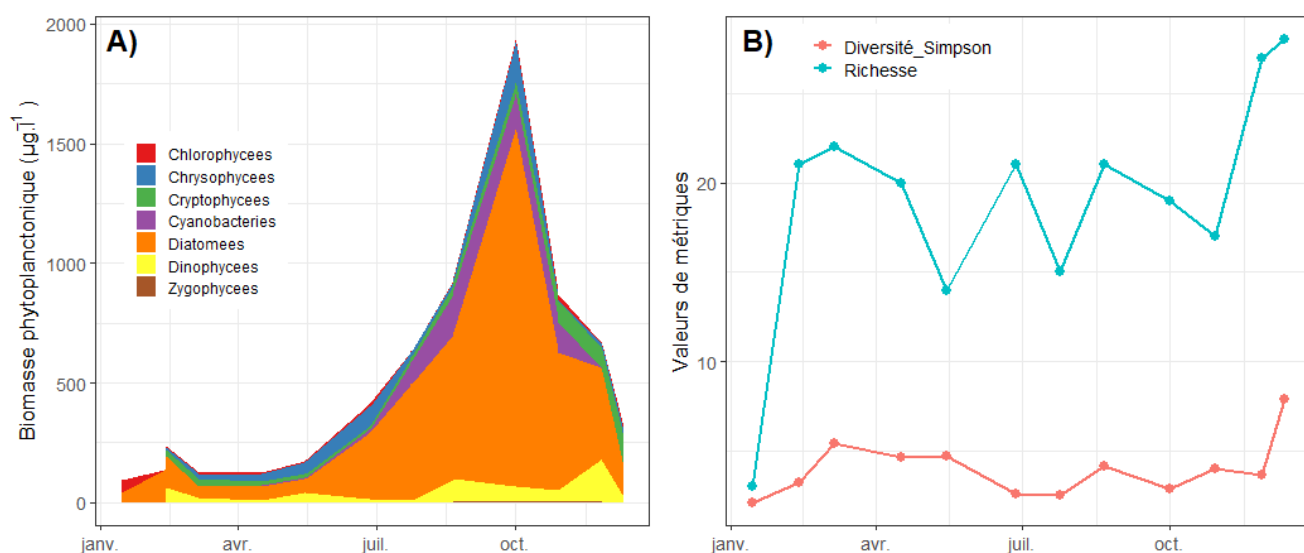 A)
Biomasse phytoplanctonique (µg.l⁻¹)
2000
1500
1000
500
0
Chlorophycees
Chrysophycees
Cryptophycees
Cyanobacteries
Diatomees
Dinophycees
Zygophycees
janv. avr. juil. oct.
B)
Diversité_Simpson
Richesse
Valeurs de métriques
20
10
janv. avr. juil. oct.